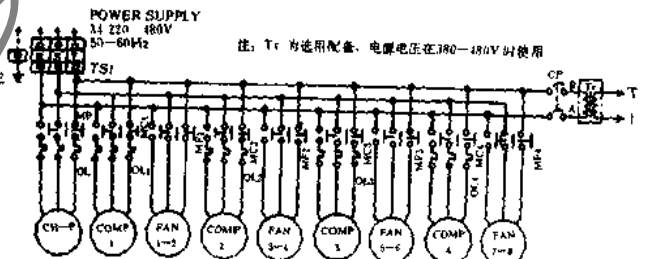 POWER SUPPLY
220 480V
50-60Hz
TS1
注: Tr 为选用配备、电源电压在380-480V时使用
CP
Tr
R
A
T
MP
MC1
MF1
MC2
MF2
MC3
MF3
MC4
MF4
OL
OL1
OL2
OL3
OL4
CH-P
COMP 1
FAN 1-2
COMP 2
FAN 3-4
COMP 3
FAN 5-6
COMP 4
FAN 7-8